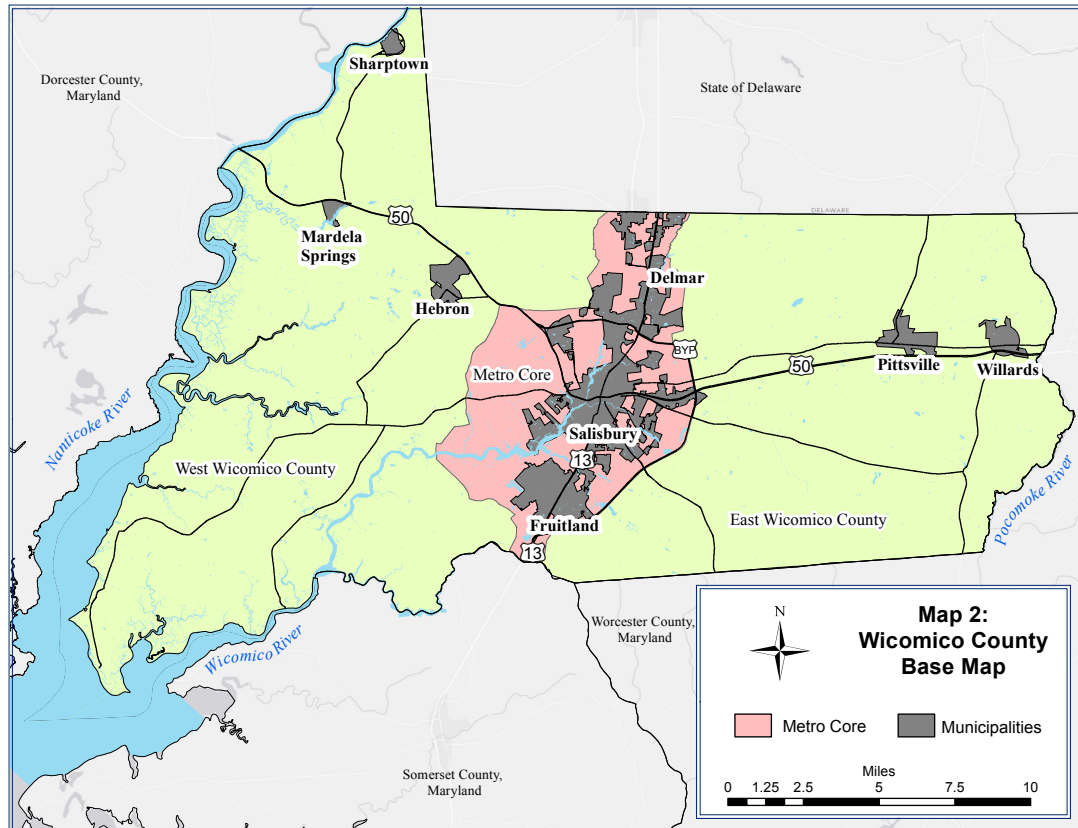 Sharptown
Dorchester County,
Maryland
State of Delaware
DELAWARE
50
Mardela
Springs
Delmar
Hebron
BYP
Pittsville
50
Willards
Metro Core
Nanticoke River
Salisbury
13
West Wicomico County
East Wicomico County
Pocomoke River
Fruitland
13
Worcester County,
Maryland
Wicomico River
Somerset County,
Maryland
N
Map 2:
Wicomico County
Base Map
Metro Core
Municipalities
Miles
0 1.25 2.5 5 7.5 10